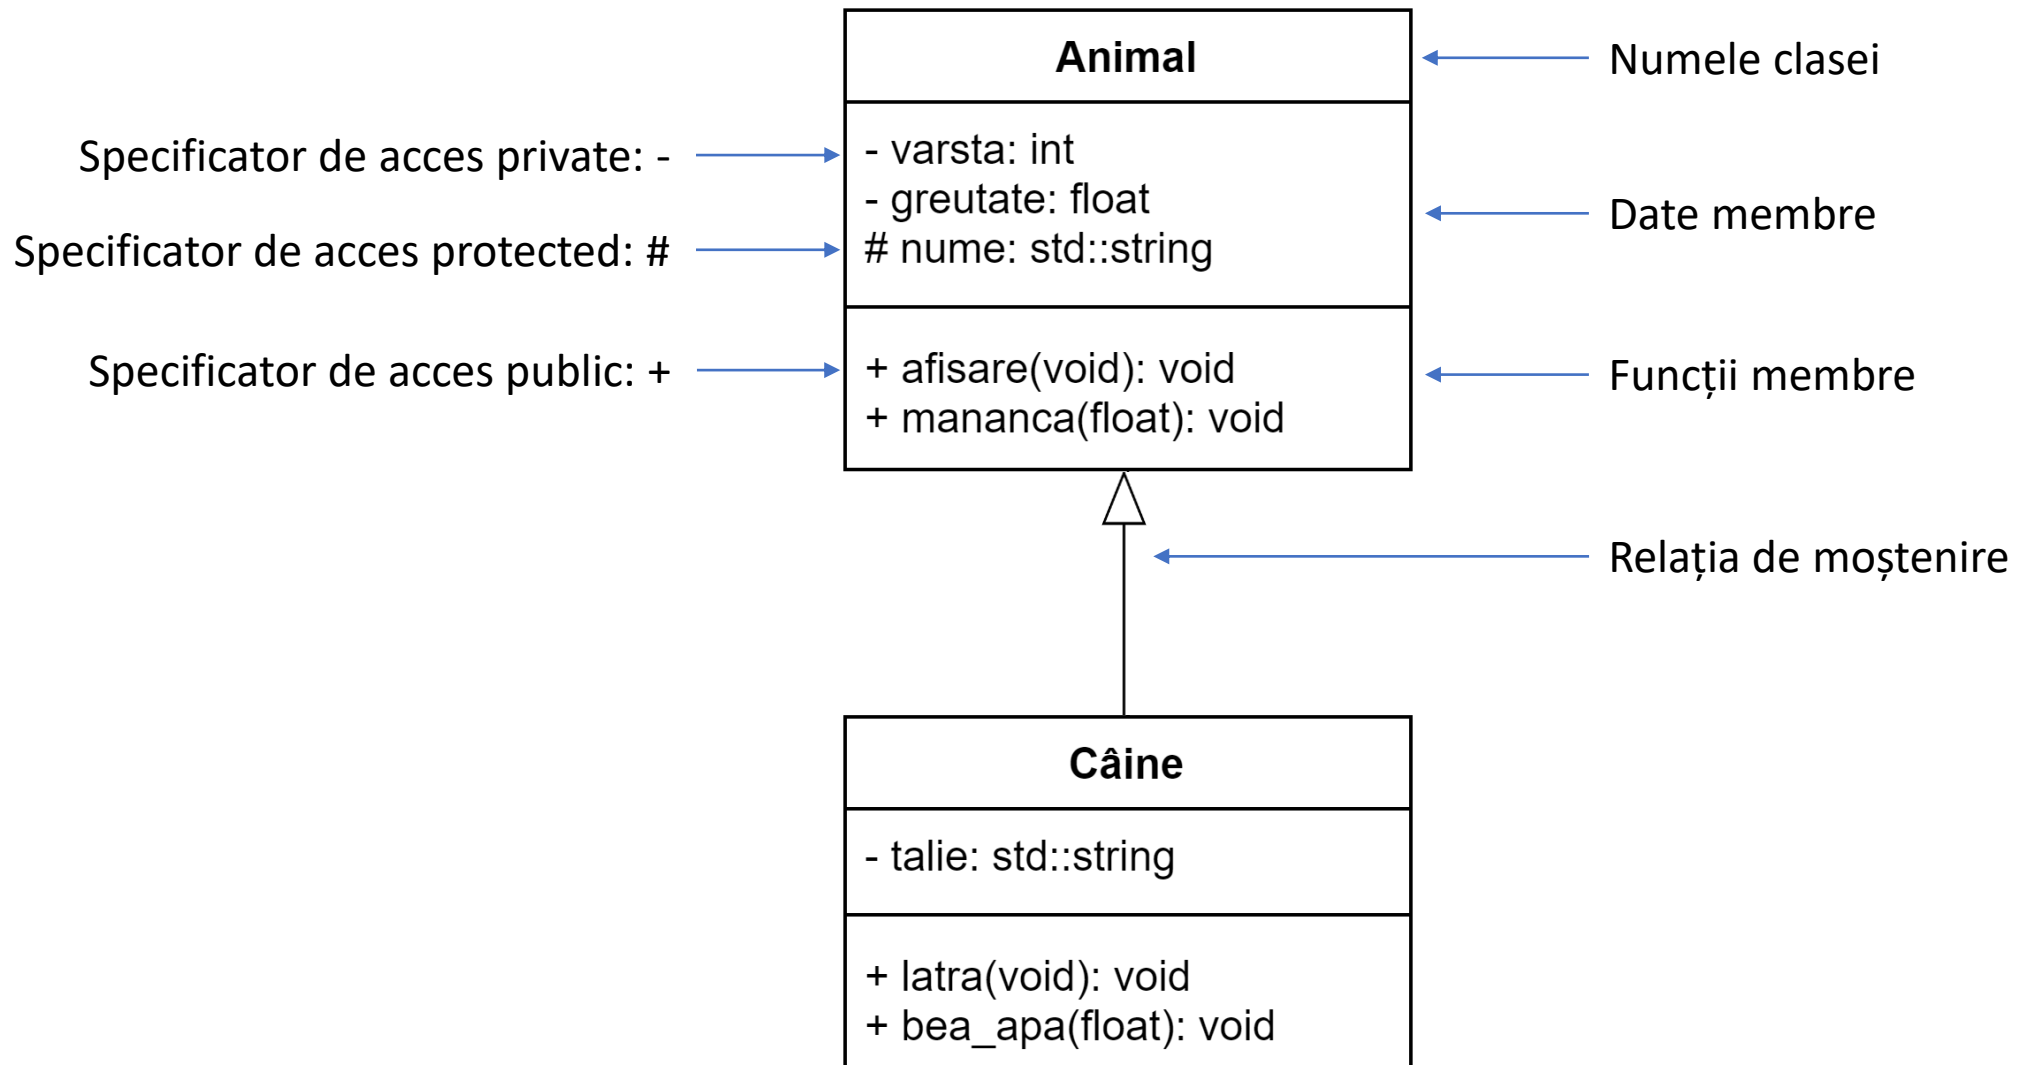 Animal
Numele clasei
Specificator de acces private: -
- varsta: int
- greutate: float
Date membre
Specificator de acces protected: #
# nume: std::string
Specificator de acces public: +
+ afisare(void): void
Funcții membre
+ mananca(float): void
Relația de moștenire
Câine
- talie: std::string
+ latra(void): void
+ bea_apa(float): void